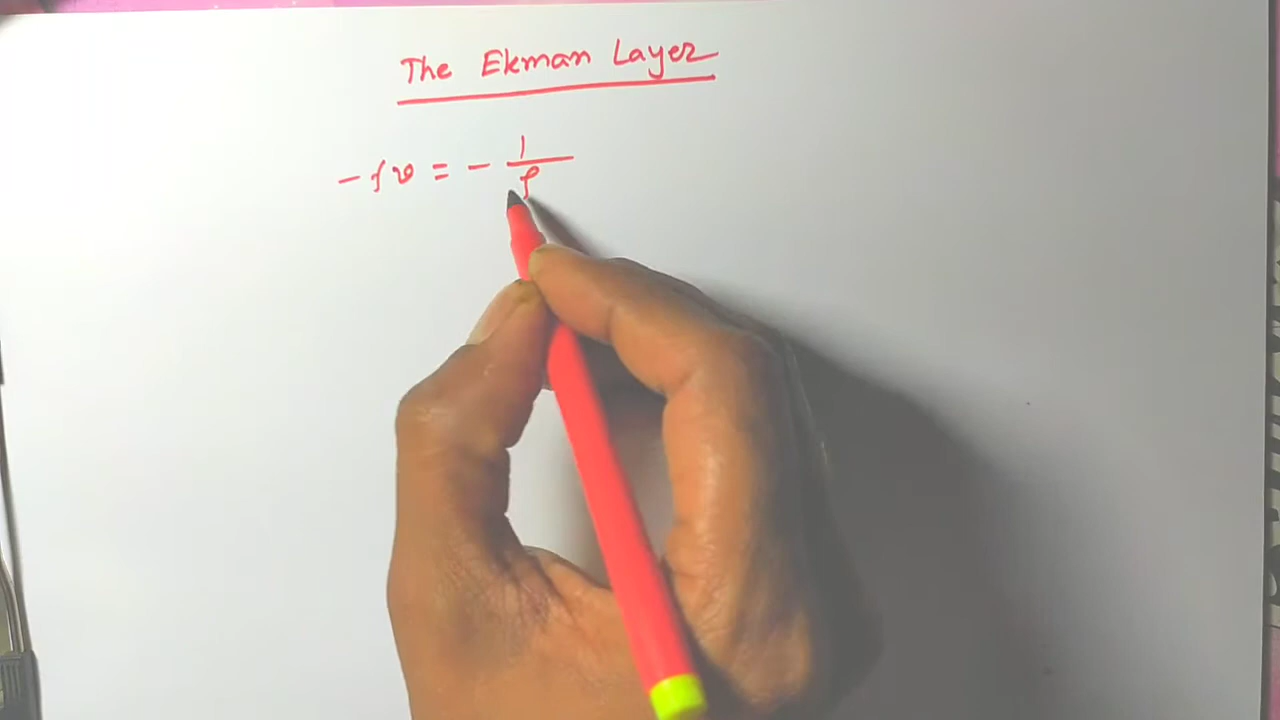 The Ekman Layer
-fv = - 1/ρ